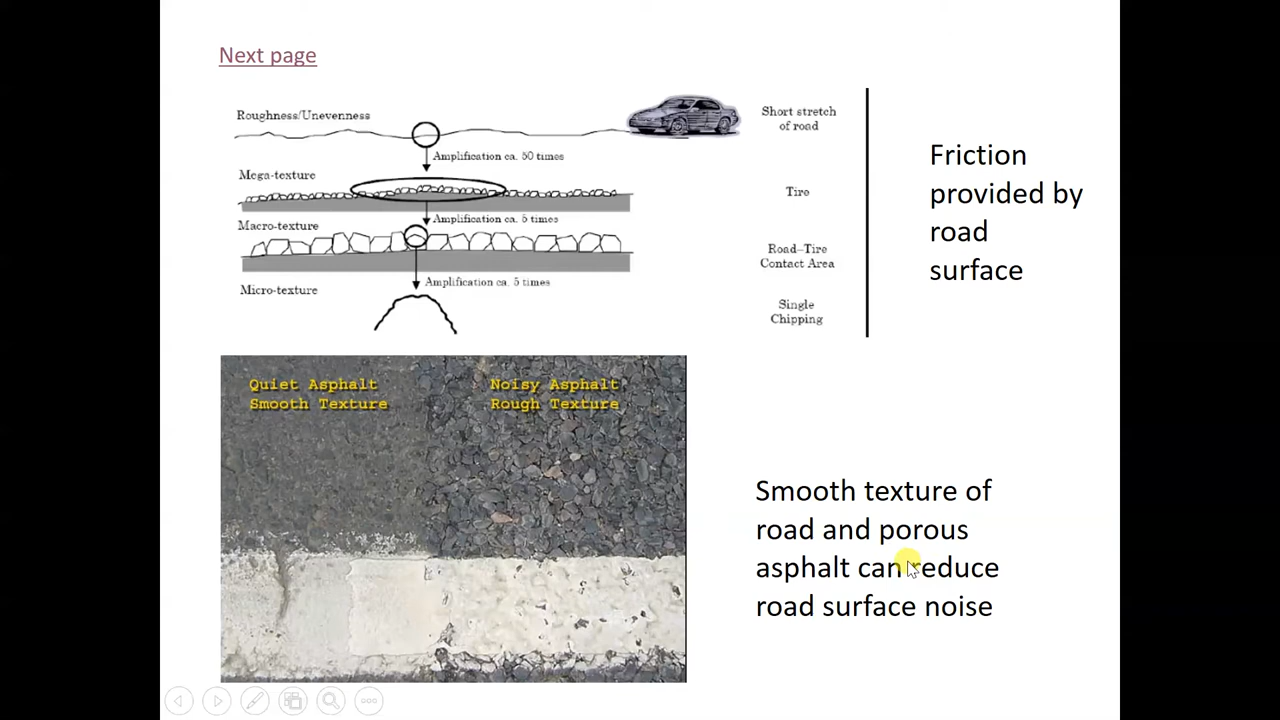 Next page
Roughness/Unevenness
Short stretch
of road
Amplification ca. 50 times
Mega-texture
Tire
Amplification ca. 5 times
Macro-texture
Road-Tire
Contact Area
Amplification ca. 5 times
Micro-texture
Single
Chipping
Friction
provided by
road
surface
Quiet Asphalt
Smooth Texture
Noisy Asphalt
Rough Texture
Smooth texture of
road and porous
asphalt can reduce
road surface noise